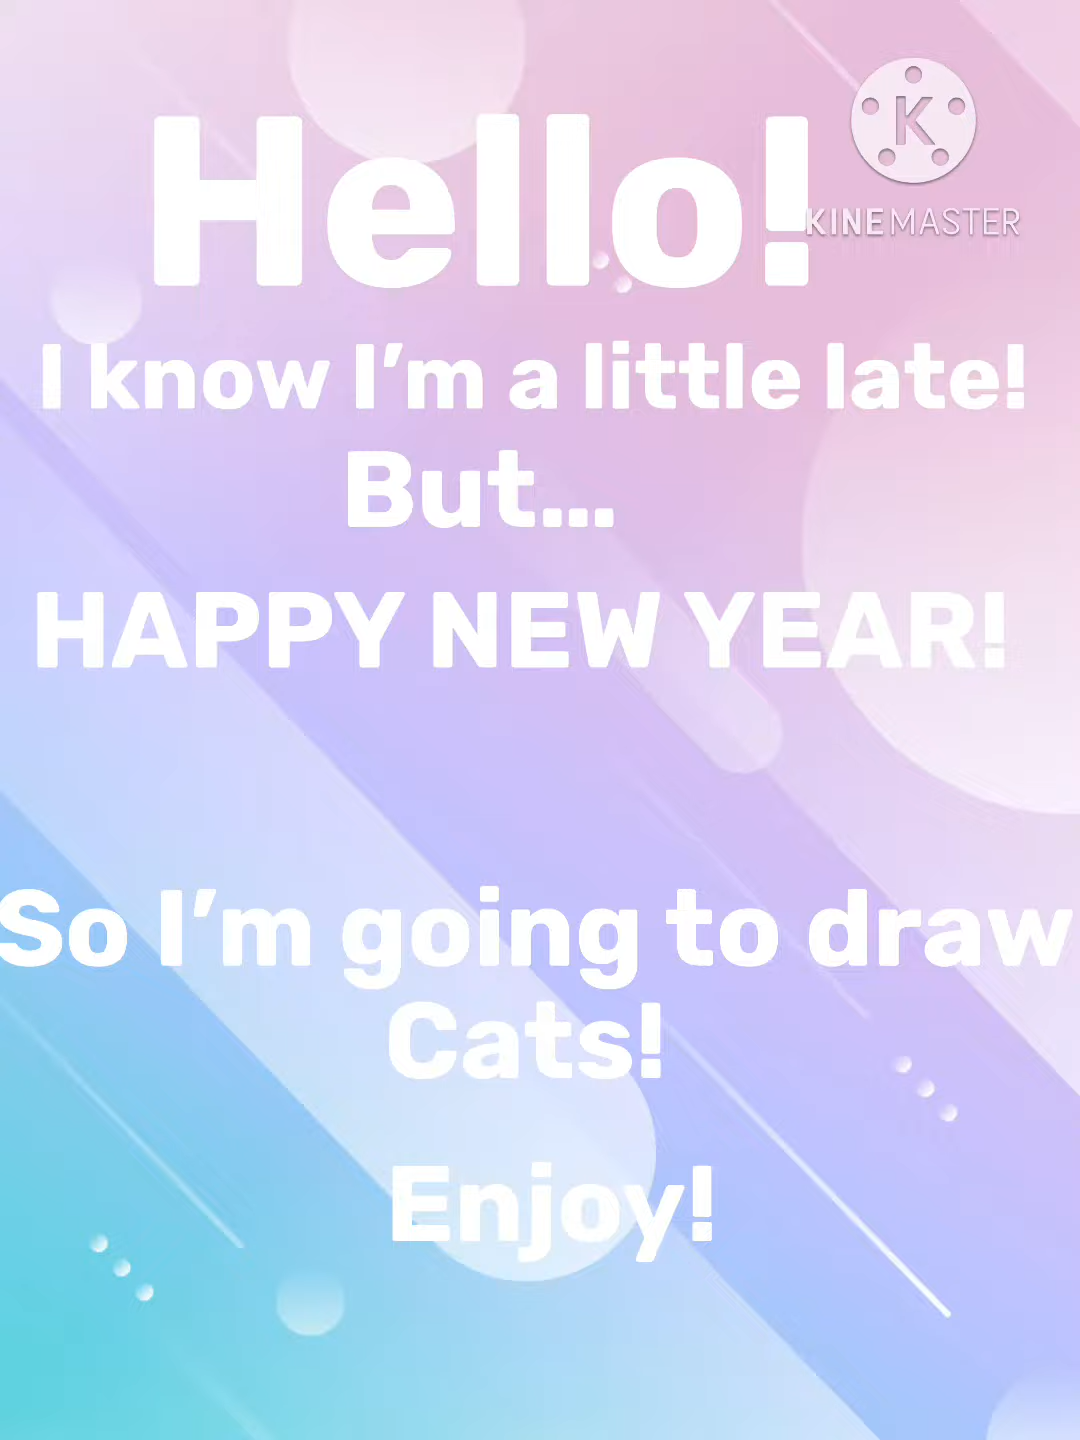 Hello!
K
KINEMASTER
I know I’m a little late!
But...
HAPPY NEW YEAR!
So I’m going to draw
Cats!
Enjoy!